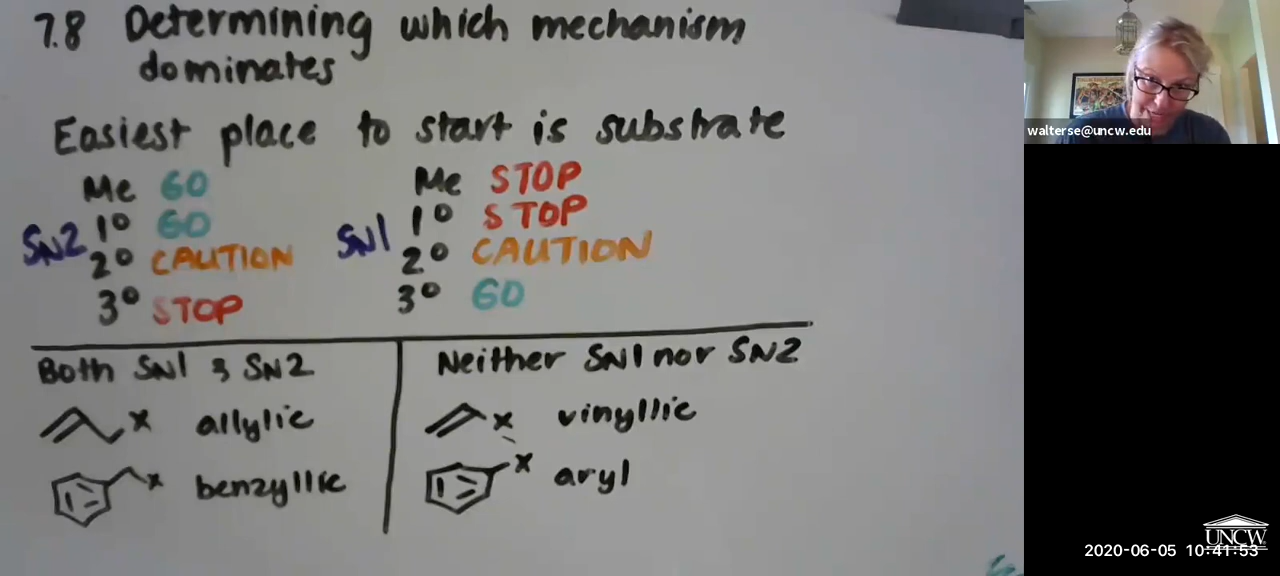 7.8 Determining which mechanism
dominates
Easiest place to start is substrate
SN2
Me GO
1° GO
2° CAUTION
3° STOP
SN1
Me STOP
1° STOP
2° CAUTION
3° GO
Both SN1 & SN2
X allylic
X benzyllic
Neither SN1 nor SN2
X vinyllic
X aryl
walterse@uncw.edu
UNCW
2020-06-05 10:41:53